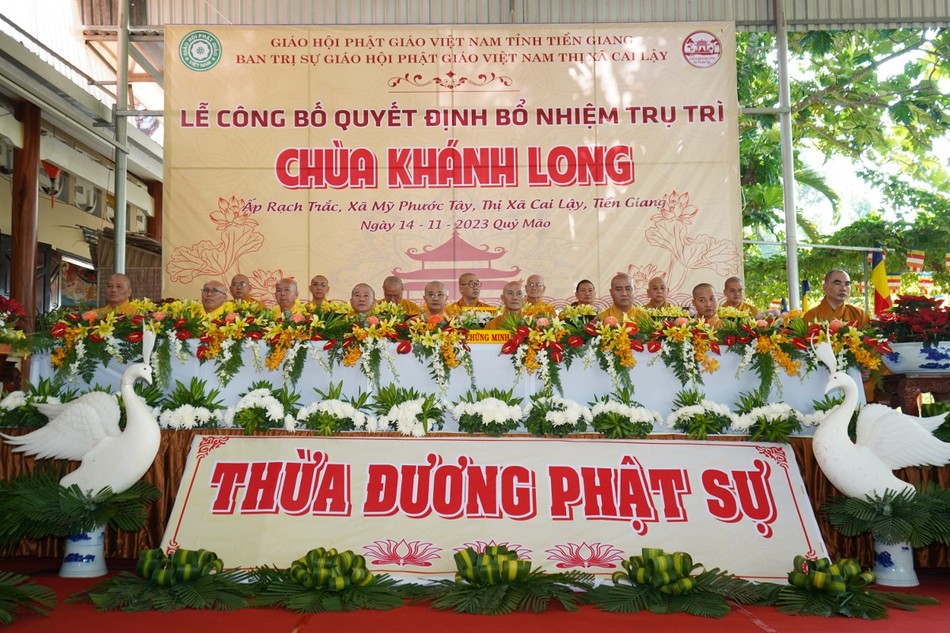 GIÁO HỘI PHẬT GIÁO VIỆT NAM TỈNH TIỀN GIANG
BAN TRỊ SỰ GIÁO HỘI PHẬT GIÁO VIỆT NAM THỊ XÃ CAI LẬY
LỄ CÔNG BỐ QUYẾT ĐỊNH BỔ NHIỆM TRỤ TRÌ
CHÙA KHÁNH LONG
Ấp Rạch Trắc, Xã Mỹ Phước Tây, Thị Xã Cai Lậy, Tiền Giang
Ngày 14 - 11 - 2023 Quý Mão
CHỨNG MINH
THỪA ĐƯƠNG PHẬT SỰ